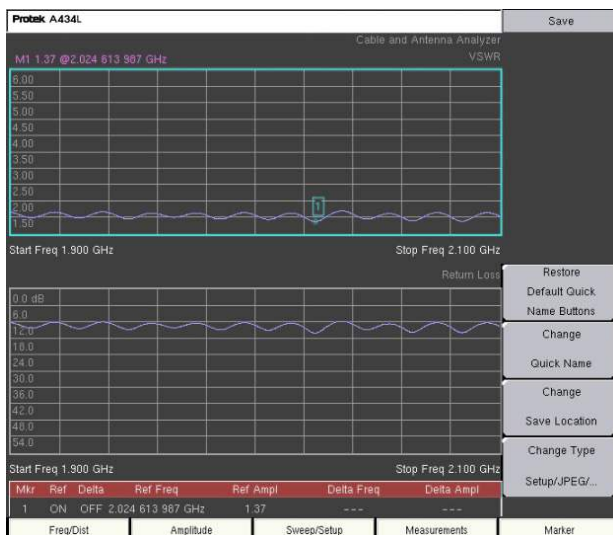 Protek A434L
Save
Cable and Antenna Analyzer
M1 1.37 @2.024 613 987 GHz
VSWR
6.00
5.50
5.00
4.50
4.00
3.50
3.00
2.50
2.00
1
1.50
Start Freq 1.900 GHz
Stop Freq 2.100 GHz
Return Loss
Restore
Default Quick
Name Buttons
0.0 dB
6.0
12.0
18.0
24.0
30.0
36.0
42.0
48.0
54.0
Change
Quick Name
Change
Save Location
Change Type
Setup/JPEG/...
Start Freq 1.900 GHz
Stop Freq 2.100 GHz
Mkr Ref Delta Ref Freq Ref Ampl Delta Freq Delta Ampl
1 ON OFF 2.024 613 987 GHz 1.37 --- ---
Freq/Dist Amplitude Sweep/Setup Measurements Marker